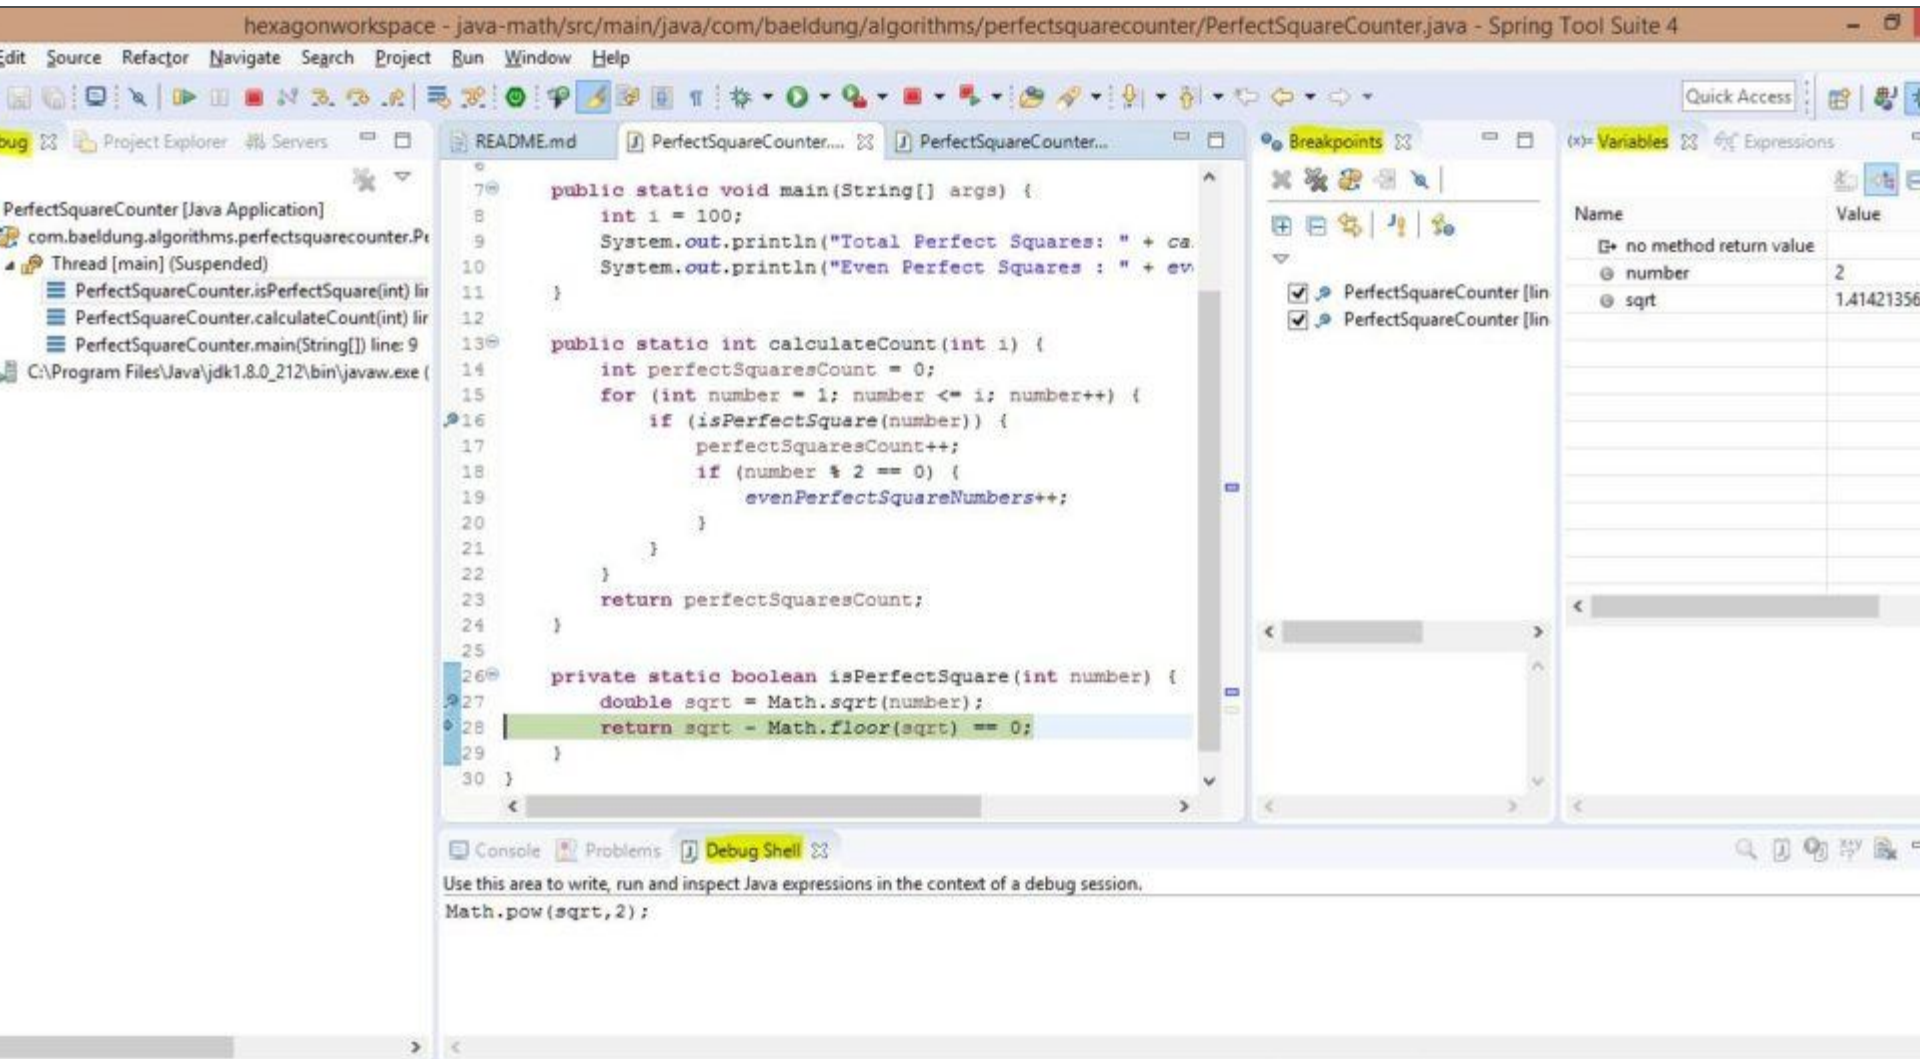 hexagonworkspace - java-math/src/main/java/com/baeldung/algorithms/perfectsquarecounter/PerfectSquareCounter.java - Spring Tool Suite 4
Edit Source Refactor Navigate Search Project Run Window Help
Quick Access
bug Project Explorer Servers
PerfectSquareCounter [Java Application]
com.baeldung.algorithms.perfectsquarecounter.Pe
Thread [main] (Suspended)
PerfectSquareCounter.isPerfectSquare(int) lin
PerfectSquareCounter.calculateCount(int) lin
PerfectSquareCounter.main(String[]) line: 9
C:\Program Files\Java\jdk1.8.0_212\bin\javaw.exe (
README.md PerfectSquareCounter.... PerfectSquareCounter...
6
7 public static void main(String[] args) {
8 int i = 100;
9 System.out.println("Total Perfect Squares: " + ca
10 System.out.println("Even Perfect Squares : " + ev
11 }
12
13 public static int calculateCount(int i) {
14 int perfectSquaresCount = 0;
15 for (int number = 1; number <= i; number++) {
16 if (isPerfectSquare(number)) {
17 perfectSquaresCount++;
18 if (number % 2 == 0) {
19 evenPerfectSquareNumbers++;
20 }
21 }
22 }
23 return perfectSquaresCount;
24 }
25
26 private static boolean isPerfectSquare(int number) {
27 double sqrt = Math.sqrt(number);
28 return sqrt - Math.floor(sqrt) == 0;
29 }
30 }
Breakpoints
PerfectSquareCounter [lin
PerfectSquareCounter [lin
(x)= Variables Expressions
Name Value
no method return value
number 2
sqrt 1.41421356
Console Problems Debug Shell
Use this area to write, run and inspect Java expressions in the context of a debug session.
Math.pow(sqrt,2);